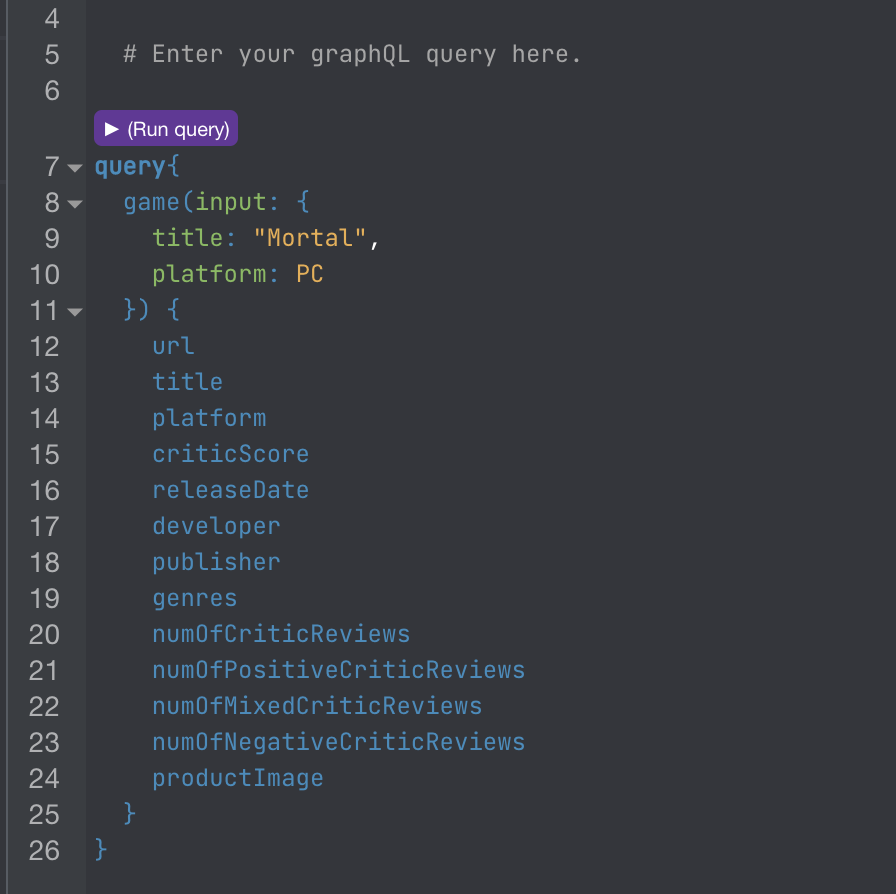 4
5 # Enter your graphQL query here.
6
▶ (Run query)
7 query{
8 game(input: {
9 title: "Mortal",
10 platform: PC
11 }) {
12 url
13 title
14 platform
15 criticScore
16 releaseDate
17 developer
18 publisher
19 genres
20 numOfCriticReviews
21 numOfPositiveCriticReviews
22 numOfMixedCriticReviews
23 numOfNegativeCriticReviews
24 productImage
25 }
26 }